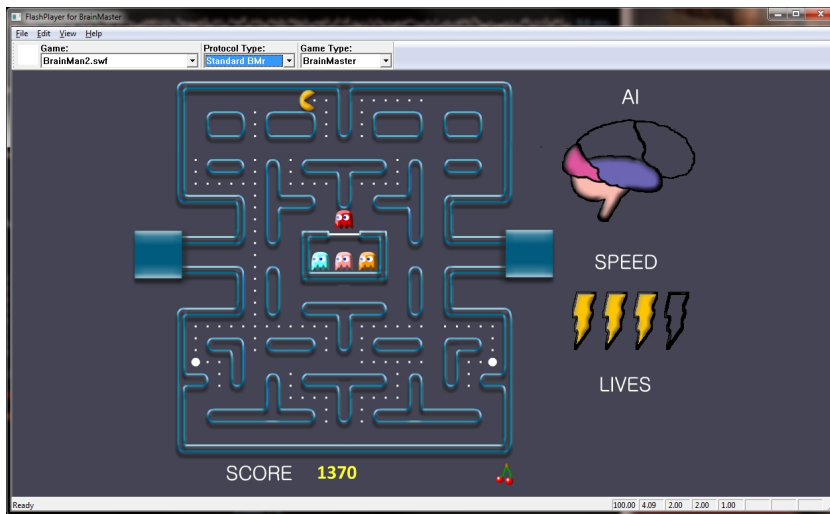 FlashPlayer for BrainMaster
File Edit View Help
Game: Protocol Type: Game Type:
BrainMan2.swf Standard BMr BrainMaster
AI
SPEED
LIVES
SCORE 1370
Ready 100.00 4.09 2.00 2.00 1.00